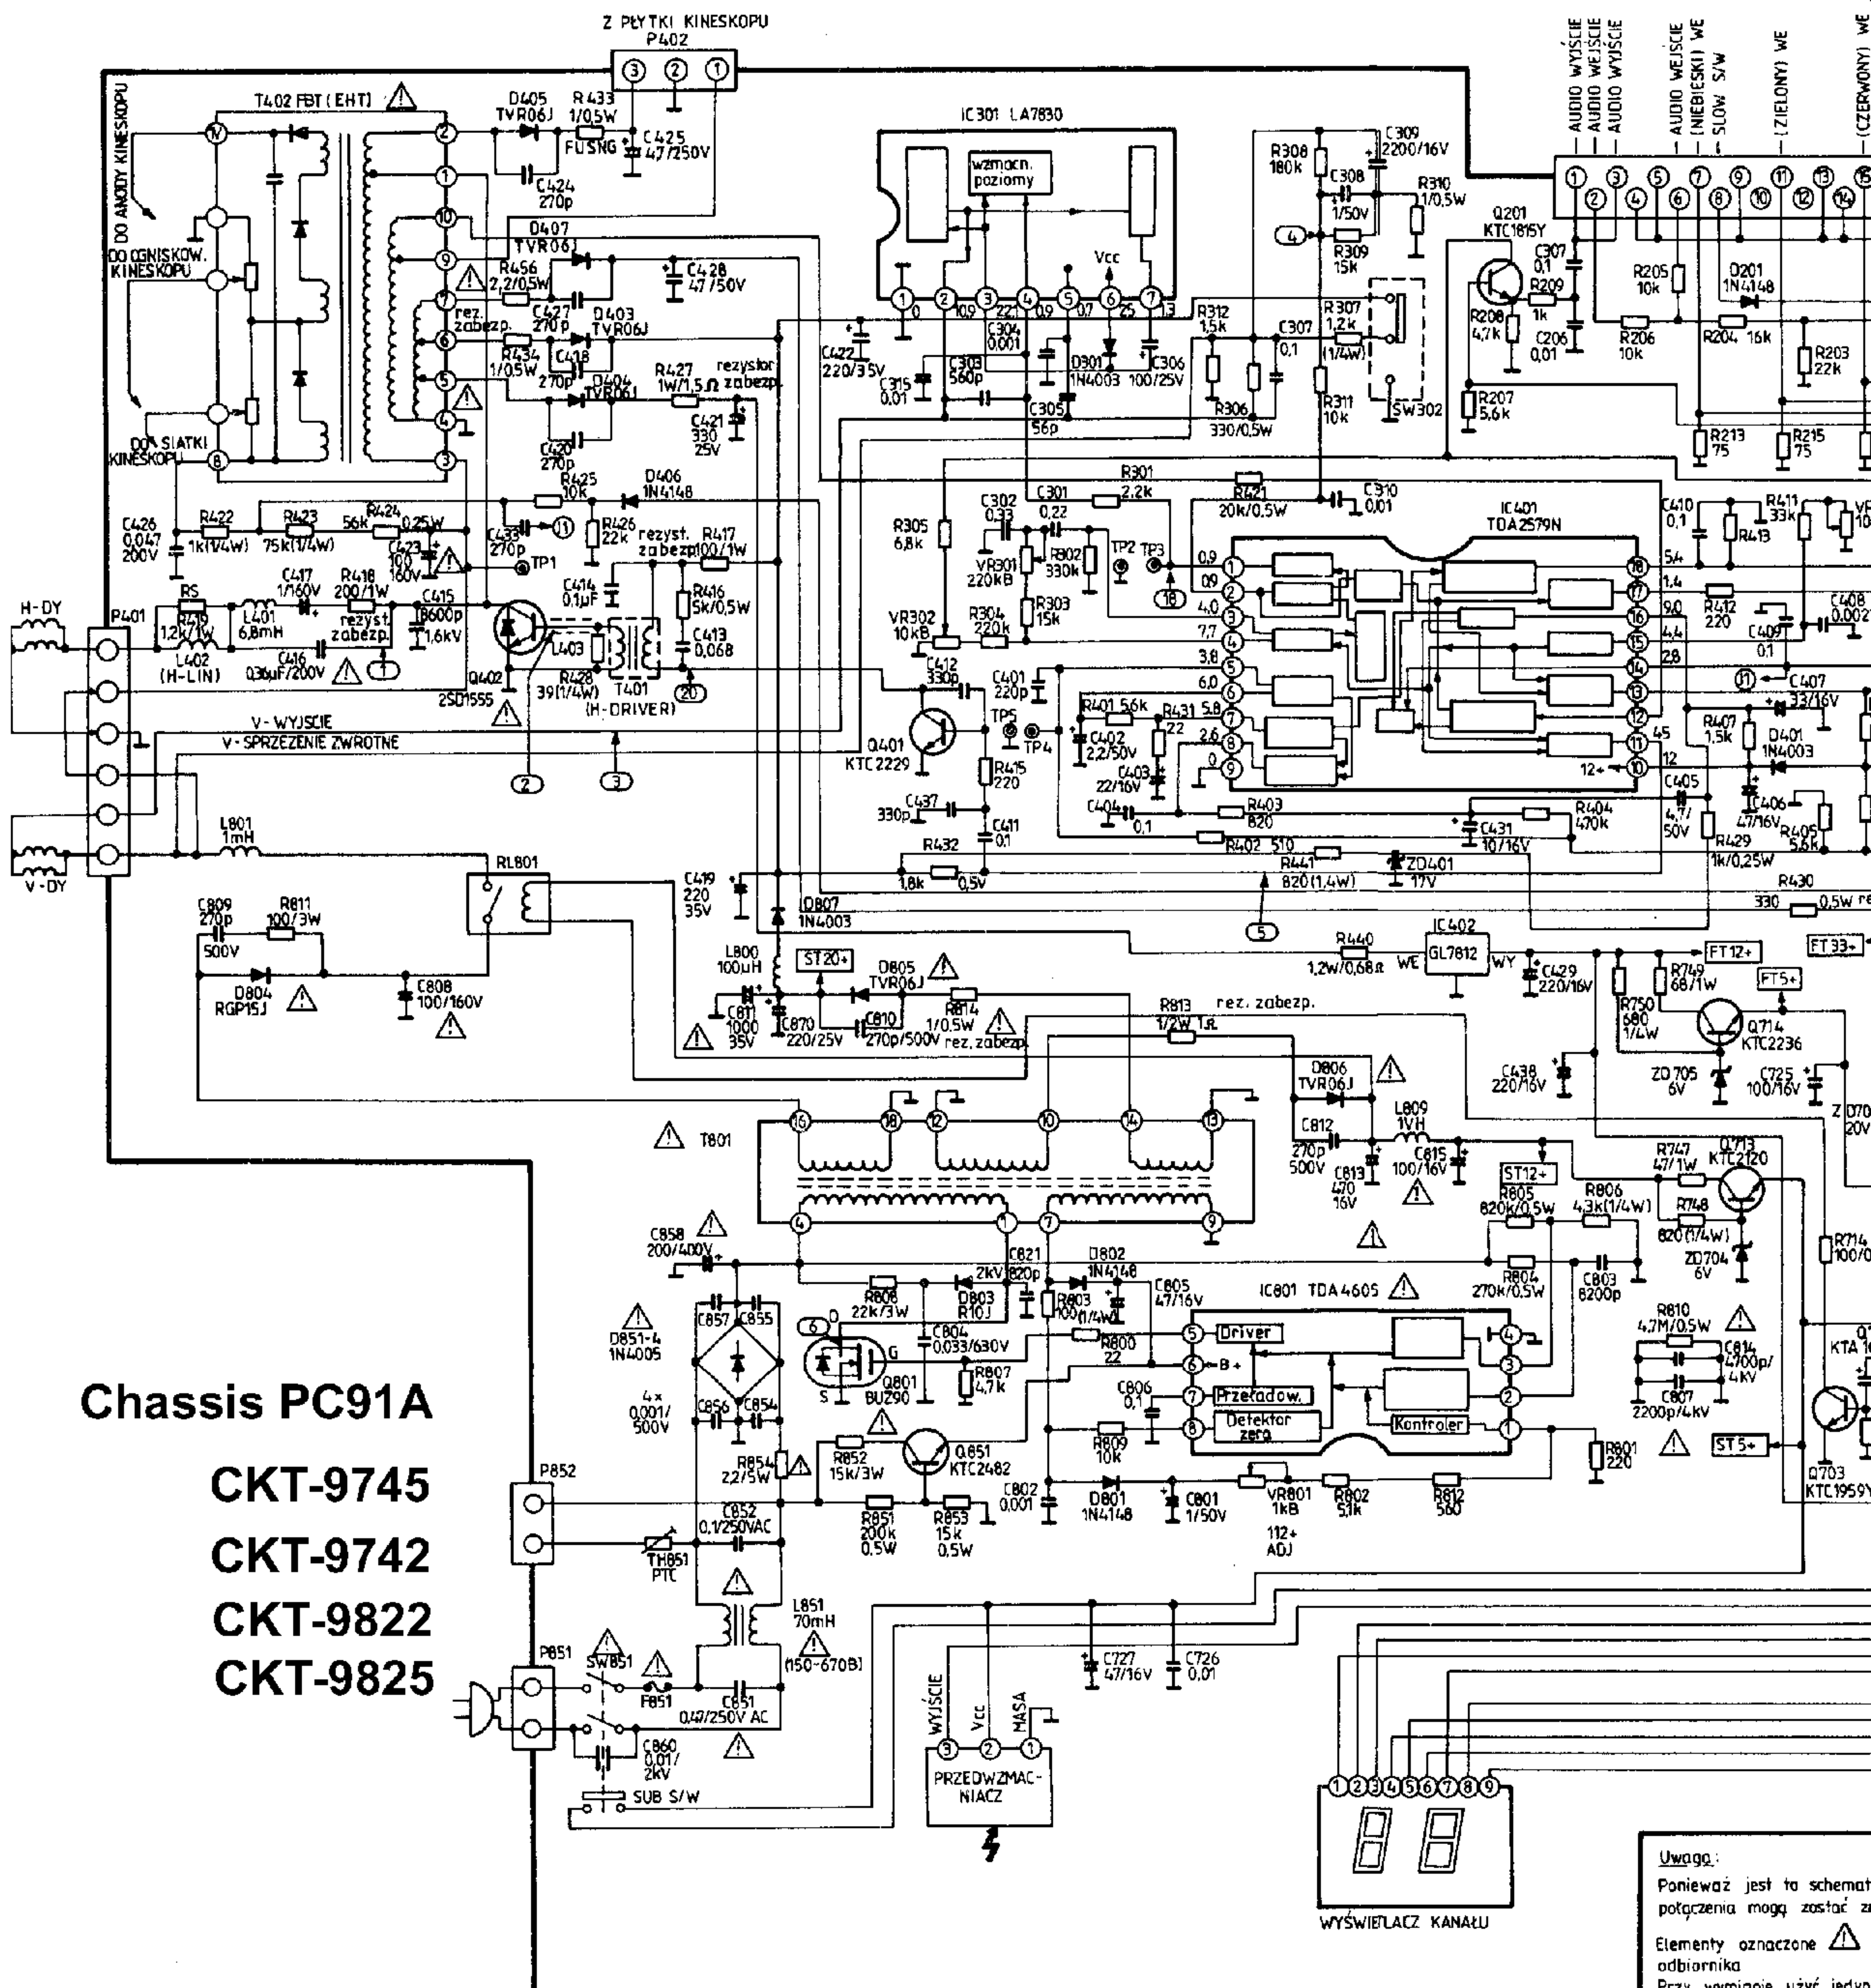 Z PŁYTKI KINESKOPU
P402
3 2 1
T402 FBT (EHT)
DO ANODY KINESKOPU
DO OGNISKOW.
KINESKOPU
DO SIATKI
KINESKOPU
D405
TVR06J
R433
1/0,5W
FUSNG
C425
47/250V
C424
270p
D407
TVR06J
R456
2,2/0,5W
C428
47/50V
rez.
zabezp.
C427
270p
D403
TVR06J
R434
1/0,5W
C418
270p
D404
TVR06J
R427
1W/1,5Ω
rezystor
zabezp.
C421
330
25V
C420
270p
R425
10k
D406
1N4148
C426
0,047
200V
R422
1k(1/4W)
R423
75k(1/4W)
R424
56k
0,25W
C423
100
160V
C433
270p
TP1
R426
22k
rezyst.
zabezp.
R417
100/1W
C414
0,1µF
R416
5k/0,5W
C413
0,068
H-DY
P401
RS
R419
1,2k/1W
L401
6,8mH
C417
1/160V
R418
200/1W
rezyst.
zabezp.
C415
8600p
1,6kV
L402
(H-LIN)
C416
0,36µF/200V
Q402
2SD1555
L403
R428
39(1/4W)
T401
(H-DRIVER)
V-WYJSCIE
V-SPRZEZENIE ZWROTNE
V-DY
L801
1mH
RL801
C809
270p
500V
R811
100/3W
D804
RGP15J
C808
100/160V
IC301 LA7830
wzmacn.
poziomy
Vcc
C422
220/35V
C315
0,01
C303
560p
C304
0,001
C305
56p
D301
1N4003
C306
100/25V
R312
1,5k
R306
330/0,5W
C307
0,1
R307
1,2k
(1/4W)
R311
10k
SW302
R308
180k
C309
2200/16V
C308
1/50V
R310
1/0,5W
R309
15k
AUDIO WYJŚCIE
AUDIO WEJSCIE
AUDIO WYJŚCIE
AUDIO WEJSCIE
(NIEBIESKI) WE
SLOW S/W
(ZIELONY) WE
(CZERWONY) WE
Q201
KTC1815Y
C307
0,1
R209
1k
R208
4,7k
C206
0,01
R205
10k
D201
1N4148
R206
10k
R204 16k
R203
22k
R207
5,6k
R213
75
R215
75
R301
2,2k
R421
20k/0,5W
C310
0,01
R305
6,8k
C302
0,33
C301
0,22
VR301
220kB
R802
330k
TP2
TP3
R303
15k
VR302
10kB
R304
220k
IC401
TDA2579N
C410
0,1
R413
R411
33k
R412
220
C408
C409
0,1
C407
33/16V
R407
1,5k
D401
1N4003
C405
4,7/
50V
C406
47/16V
R405
5,6k
R429
1k/0,25W
C412
330p
Q401
KTC2229
C401
220p
TP5
TP4
R401 5,6k
C402
2,2/50V
R431
22
C403
22/16V
R415
220
C437
330p
C411
0,1
C404
0,1
R403
820
R402 510
R404
470k
C431
10/16V
R432
1,8k
0,5V
R441
820(1,4W)
ZD401
17V
R430
330
0,5W
C419
220
35V
D807
1N4003
L800
100µH
ST20+
D805
TVR06J
C811
1000
35V
C870
220/25V
C810
270p/500V
R814
1/0,5W
rez.zabezp.
R440
1,2W/0,68Ω
IC402
WE GL7812 WY
C429
220/16V
FT12+
FT33+
FT5+
R750
680
1/4W
R749
68/1W
Q714
KTC2236
ZD705
6V
C725
100/16V
C438
220/16V
R813
1/2W 1Ω
rez. zabezp.
D806
TVR06J
C812
270p
500V
C813
470
16V
L809
1VH
C815
100/16V
ST12+
R747
47/1W
Q713
KTC2120
R748
820(1/4W)
ZD704
6V
T801
C858
200/400V
R808
22k/3W
D803
R10J
C821
2kV 820p
D802
1N4148
R803
100
(1/4W)
C805
47/16V
IC801 TDA4605
R805
820k/0,5W
R806
4,3k(1/4W)
R804
270k/0,5W
C803
8200p
R810
4,7M/0,5W
C814
4700p/
4KV
C807
2200p/4kV
ST5+
R801
220
Q703
KTC1959Y
D851-4
1N4005
C857
C855
4x
0,001/
500V
C856
C854
R854
2,2/5W
Q801
BUZ90
D
G
S
C804
0,033/630V
R807
4,7k
R800
22
C806
0,1
Driver
B+
Przeładow.
Detektor
zera
Kontroler
R809
10k
R852
15k/3W
Q851
KTC2482
R851
200k
0,5W
R853
15k
0,5W
C802
0,001
D801
1N4148
C801
1/50V
VR801
1kB
112+
ADJ
R802
5,1k
R812
560
Chassis PC91A
CKT-9745
CKT-9742
CKT-9822
CKT-9825
P852
TH851
PTC
C852
0,1/250VAC
L851
70mH
(150-670B)
P851
SW851
F851
C851
0,47/250V AC
C860
0,01/
2kV
SUB S/W
C727
47/16V
C726
0,01
WYJŚCIE
Vcc
MASA
3 2 1
PRZEDWZMAC-
NIACZ
1 2 3 4 5 6 7 8 9
WYŚWIETLACZ KANAŁU
Uwaga:
Ponieważ jest to schemat
połączenia mogą zostać
Elementy oznaczone
odbiornika